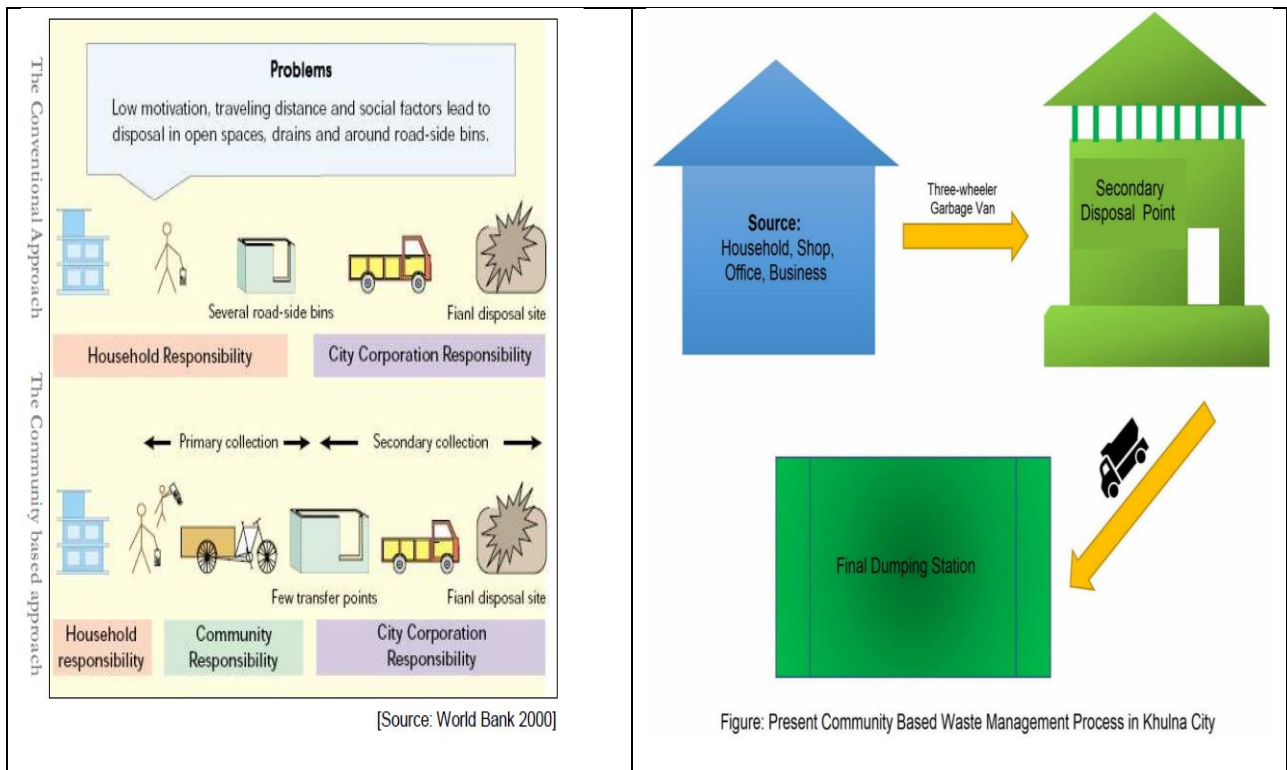 The Conventional Approach
Problems
Low motivation, traveling distance and social factors lead to
disposal in open spaces, drains and around road-side bins.
Several road-side bins
Fianl disposal site
Household Responsibility
City Corporation Responsibility
The Community based approach
Primary collection
Secondary collection
Few transfer points
Fianl disposal site
Household
responsibility
Community
Responsibility
City Corporation
Responsibility
[Source: World Bank 2000]
Source:
Household, Shop,
Office, Business
Three-wheeler
Garbage Van
Secondary
Disposal Point
Final Dumping Station
Figure: Present Community Based Waste Management Process in Khulna City